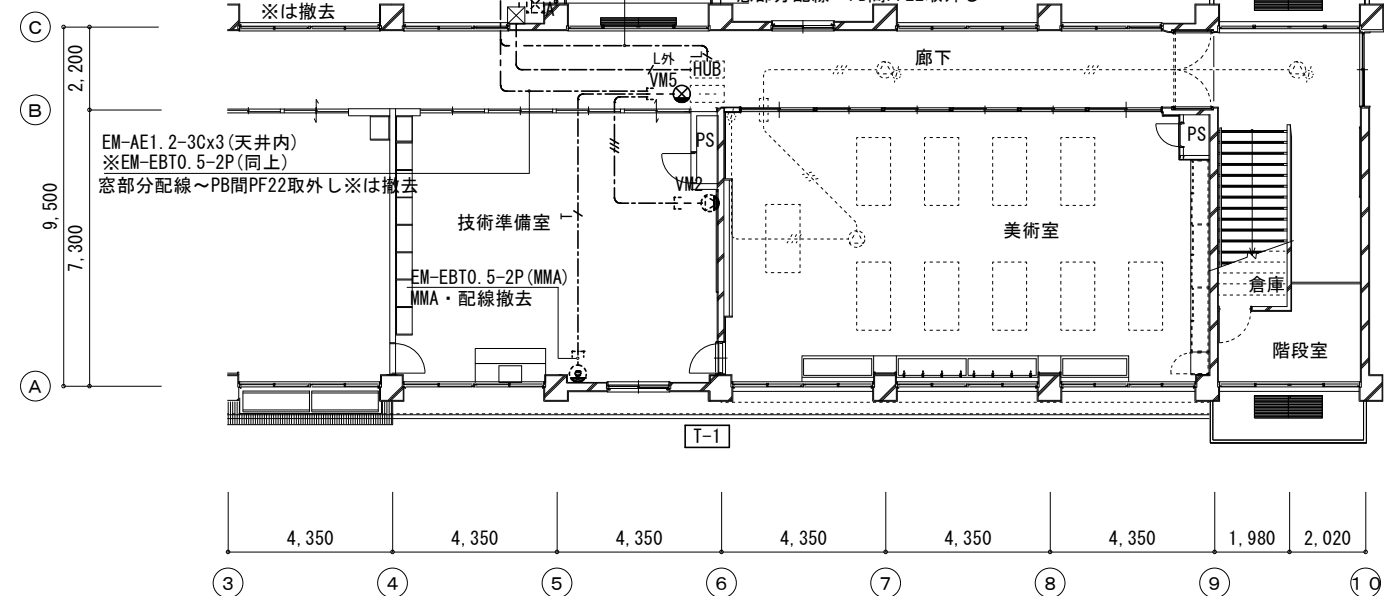 ※は撤去
C
2,200
B
9,500
7,300
A
L外
HUB
VM5
廊下
EM-AE1.2-3Cx3(天井内)
※EM-EBT0.5-2P(同上)
窓部分配線～PB間PF22取外し※は撤去
PS
VM2
PS
技術準備室
T
美術室
EM-EBT0.5-2P(MMA)
MMA・配線撤去
倉庫
階段室
T-1
4,350
4,350
4,350
4,350
4,350
4,350
1,980
2,020
3
4
5
6
7
8
9
10